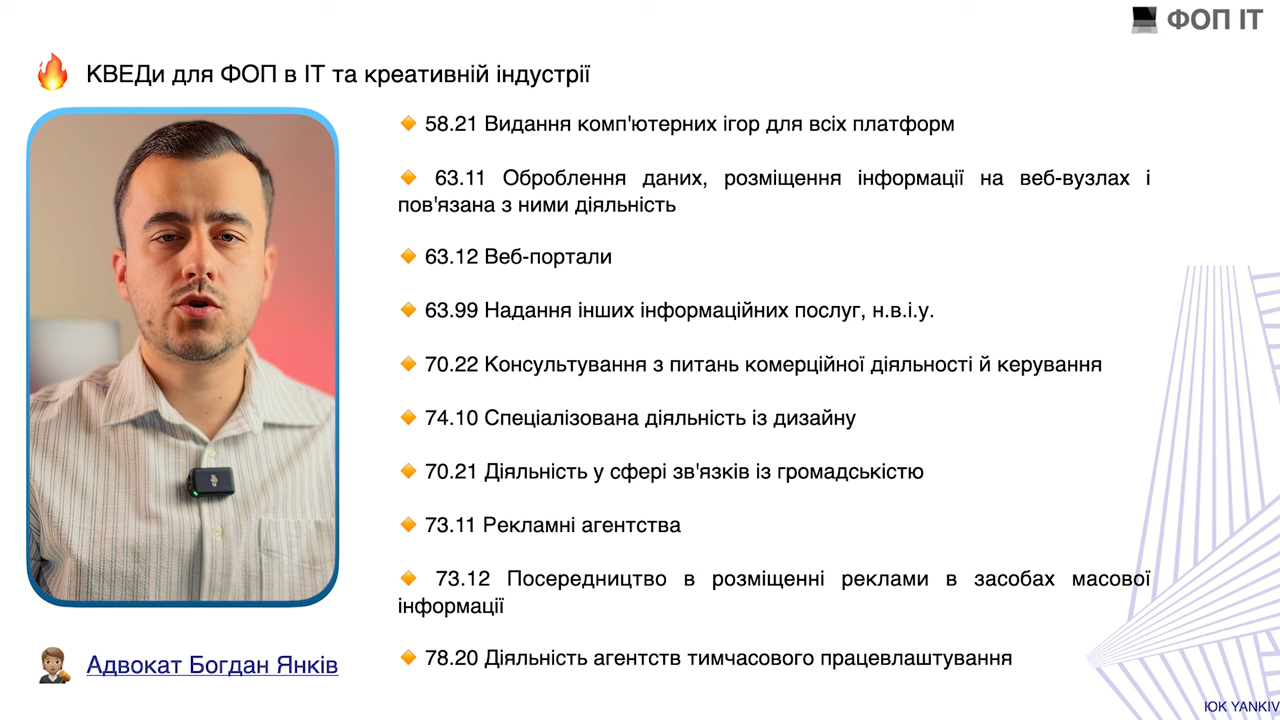 ФОП ІТ
КВЕДи для ФОП в ІТ та креативній індустрії
58.21 Видання комп'ютерних ігор для всіх платформ
63.11 Оброблення даних, розміщення інформації на веб-вузлах і
пов'язана з ними діяльність
63.12 Веб-портали
63.99 Надання інших інформаційних послуг, н.в.і.у.
70.22 Консультування з питань комерційної діяльності й керування
74.10 Спеціалізована діяльність із дизайну
70.21 Діяльність у сфері зв'язків із громадськістю
73.11 Рекламні агентства
73.12 Посередництво в розміщенні реклами в засобах масової
інформації
78.20 Діяльність агентств тимчасового працевлаштування
Адвокат Богдан Янків
ЮК YANKIV